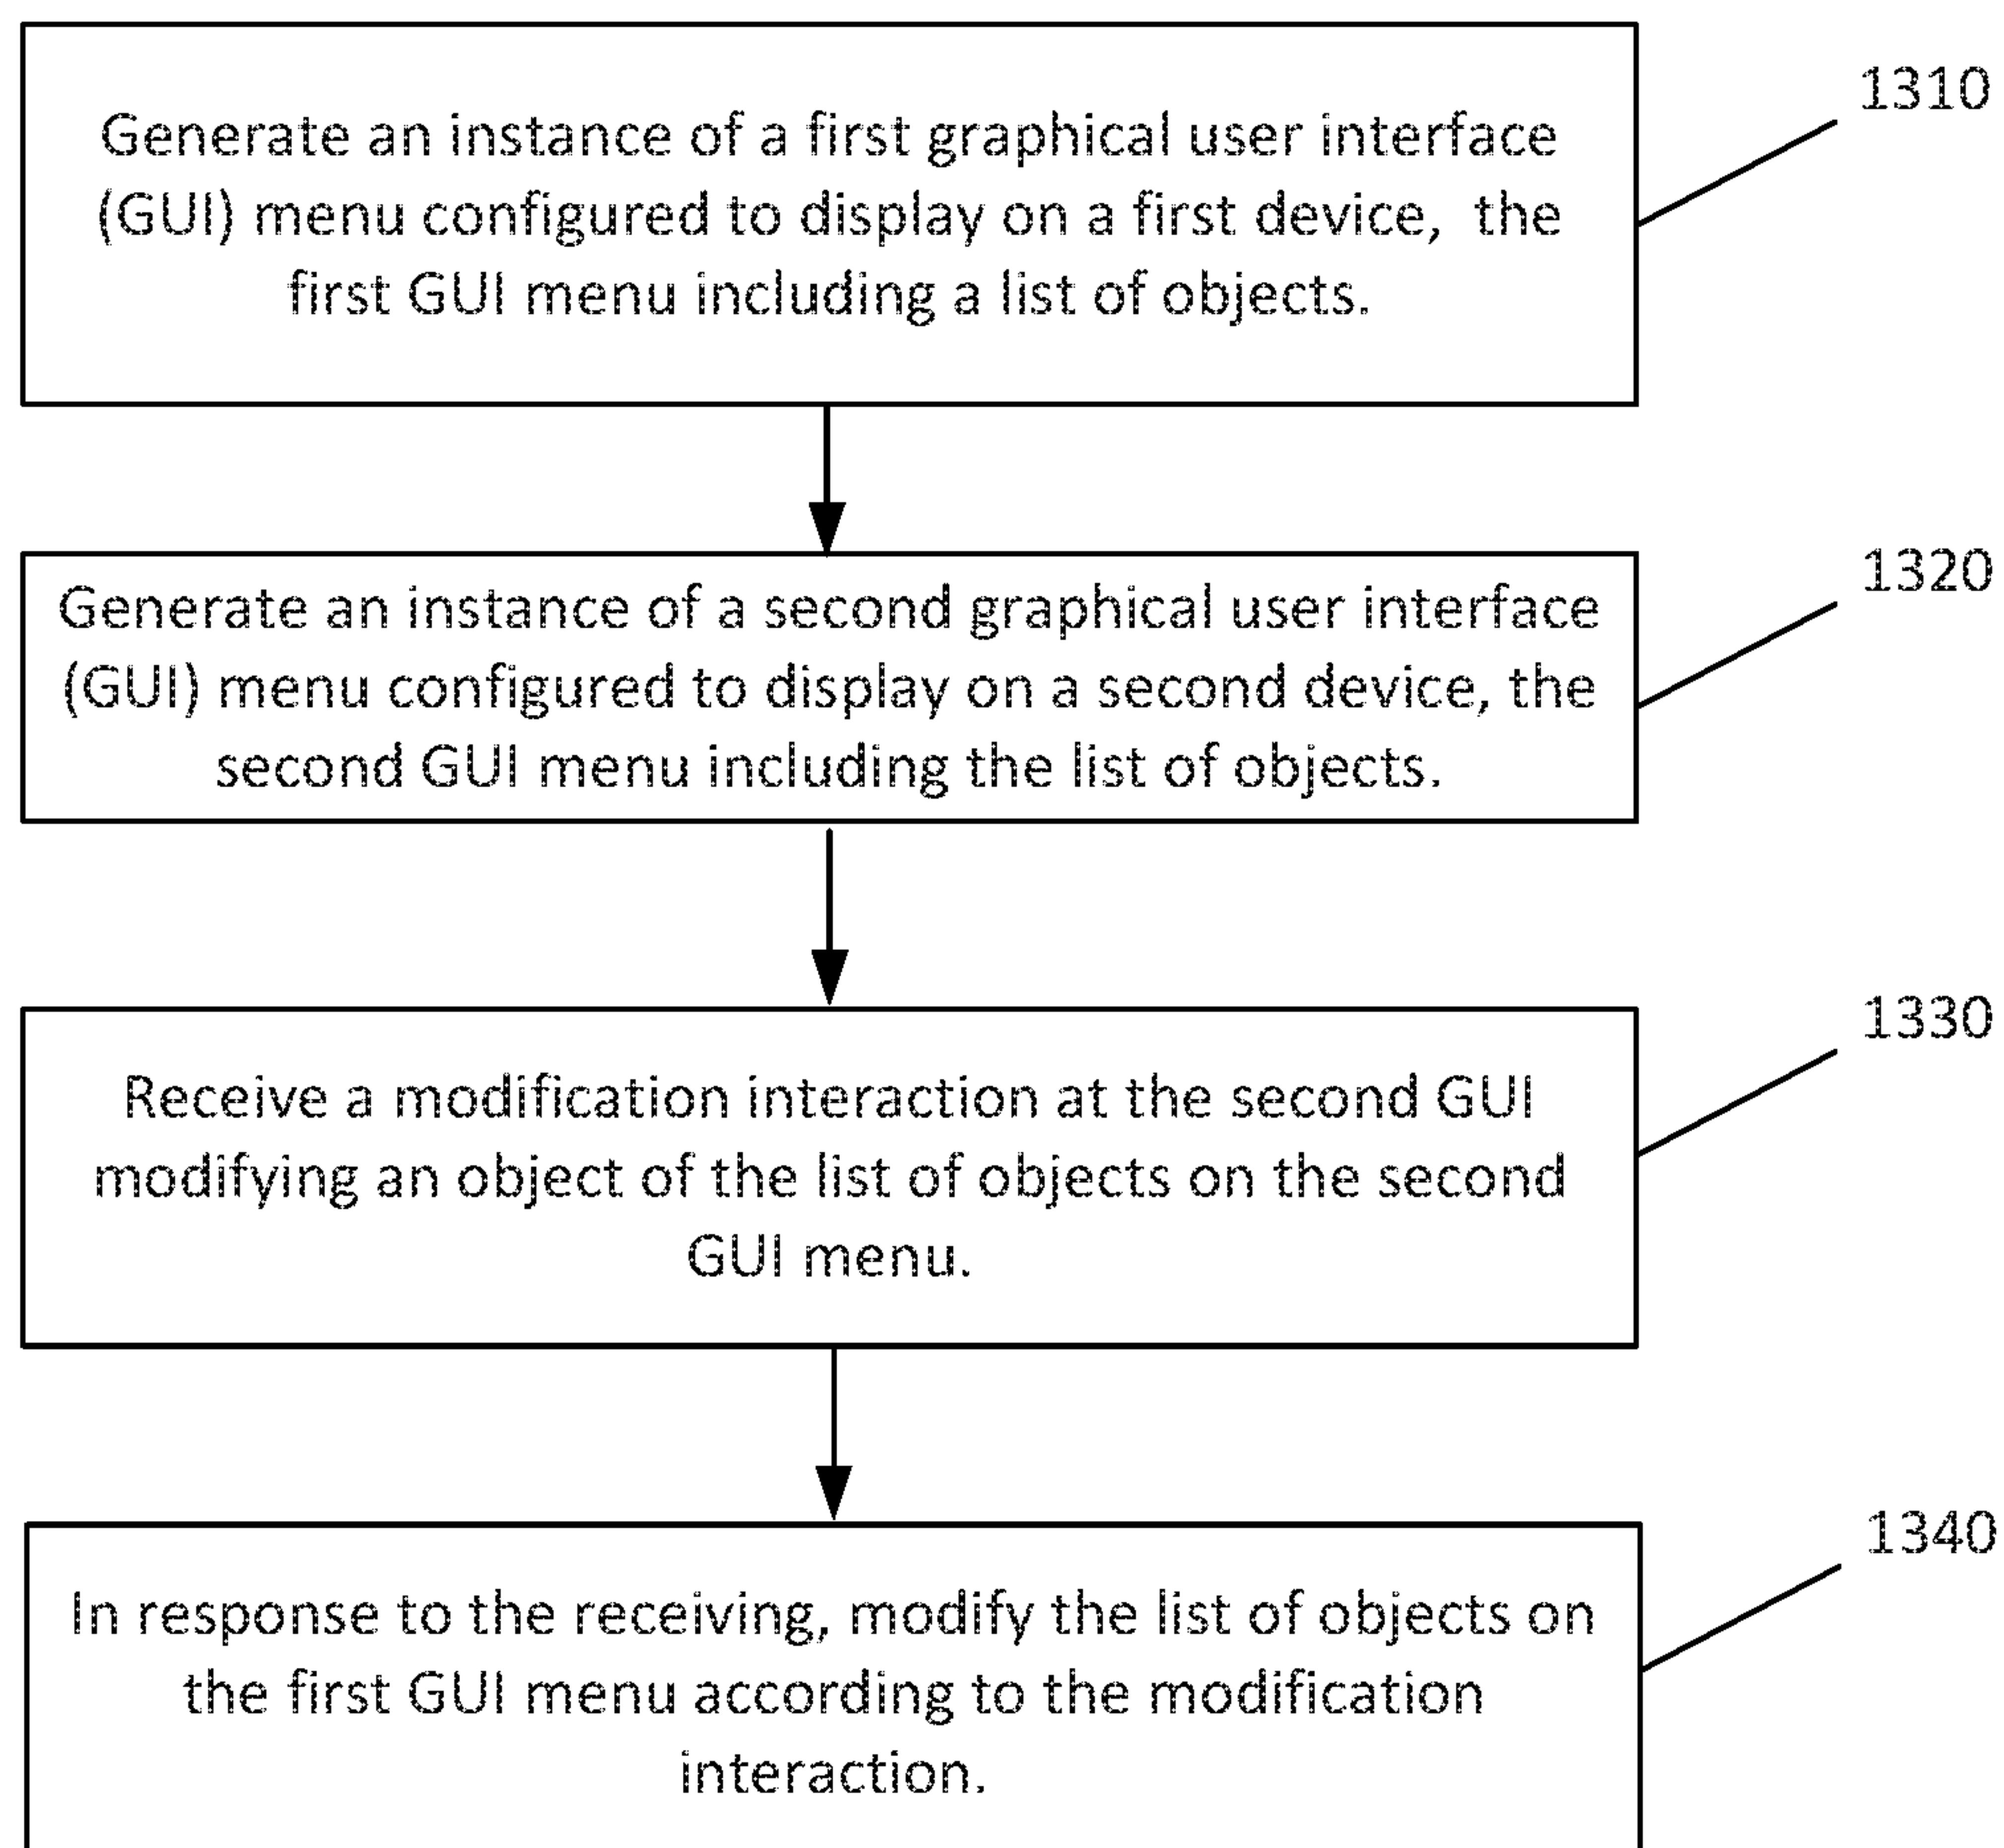 Generate an instance of a first graphical user interface
(GUI) menu configured to display on a first device, the
first GUI menu including a list of objects.
1310
Generate an instance of a second graphical user interface
(GUI) menu configured to display on a second device, the
second GUI menu including the list of objects.
1320
Receive a modification interaction at the second GUI
modifying an object of the list of objects on the second
GUI menu.
1330
In response to the receiving, modify the list of objects on
the first GUI menu according to the modification
interaction.
1340